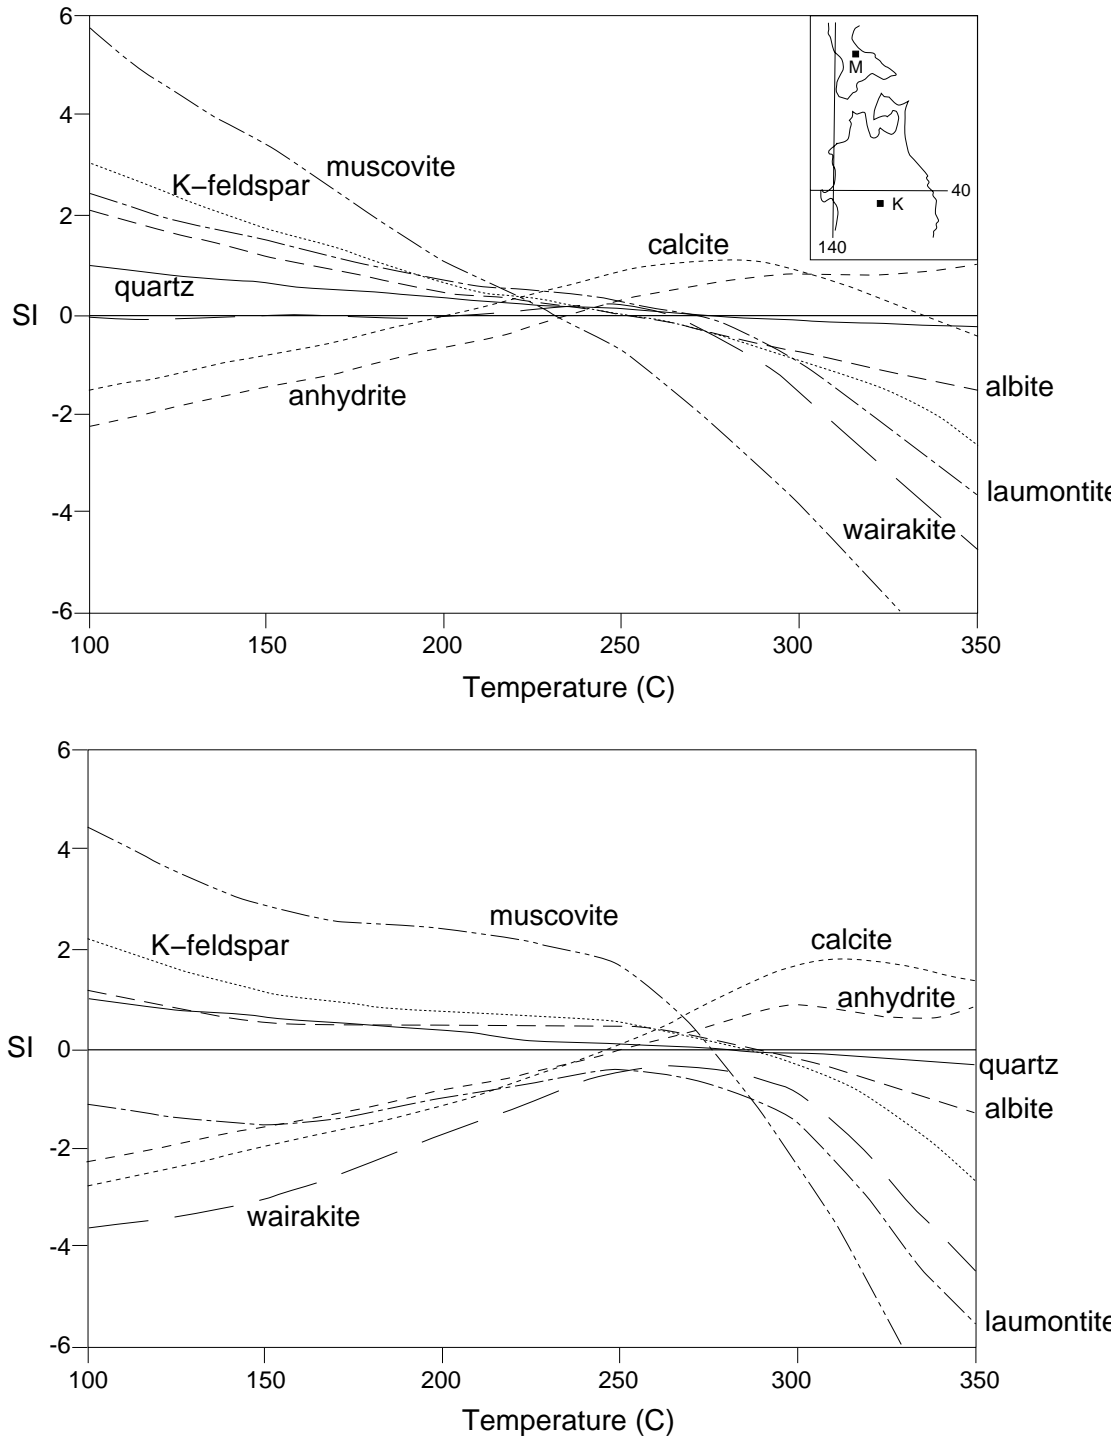 6
4
2
0
-2
-4
-6
SI
muscovite
K−feldspar
quartz
anhydrite
calcite
wairakite
albite
laumontite
M
K
40
140
100 150 200 250 300 350
Temperature (C)
6
4
2
0
-2
-4
-6
SI
muscovite
K−feldspar
calcite
anhydrite
wairakite
quartz
albite
laumontite
100 150 200 250 300 350
Temperature (C)